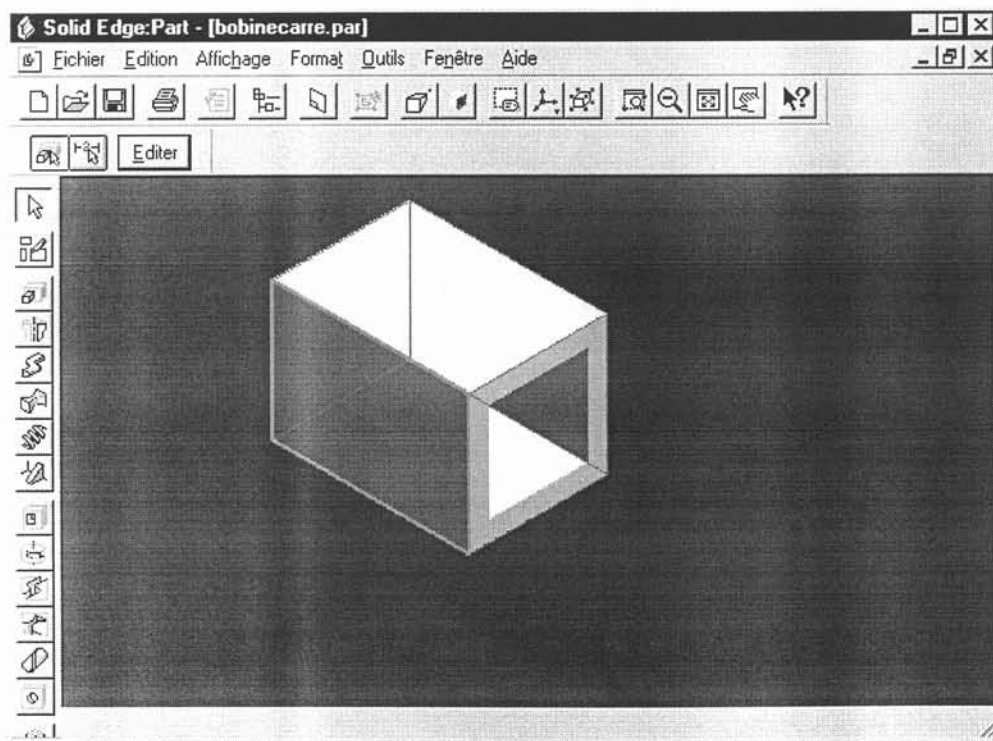 Solid Edge:Part - [bobinecarre.par]
Fichier Edition Affichage Format Outils Fenêtre Aide
Editer